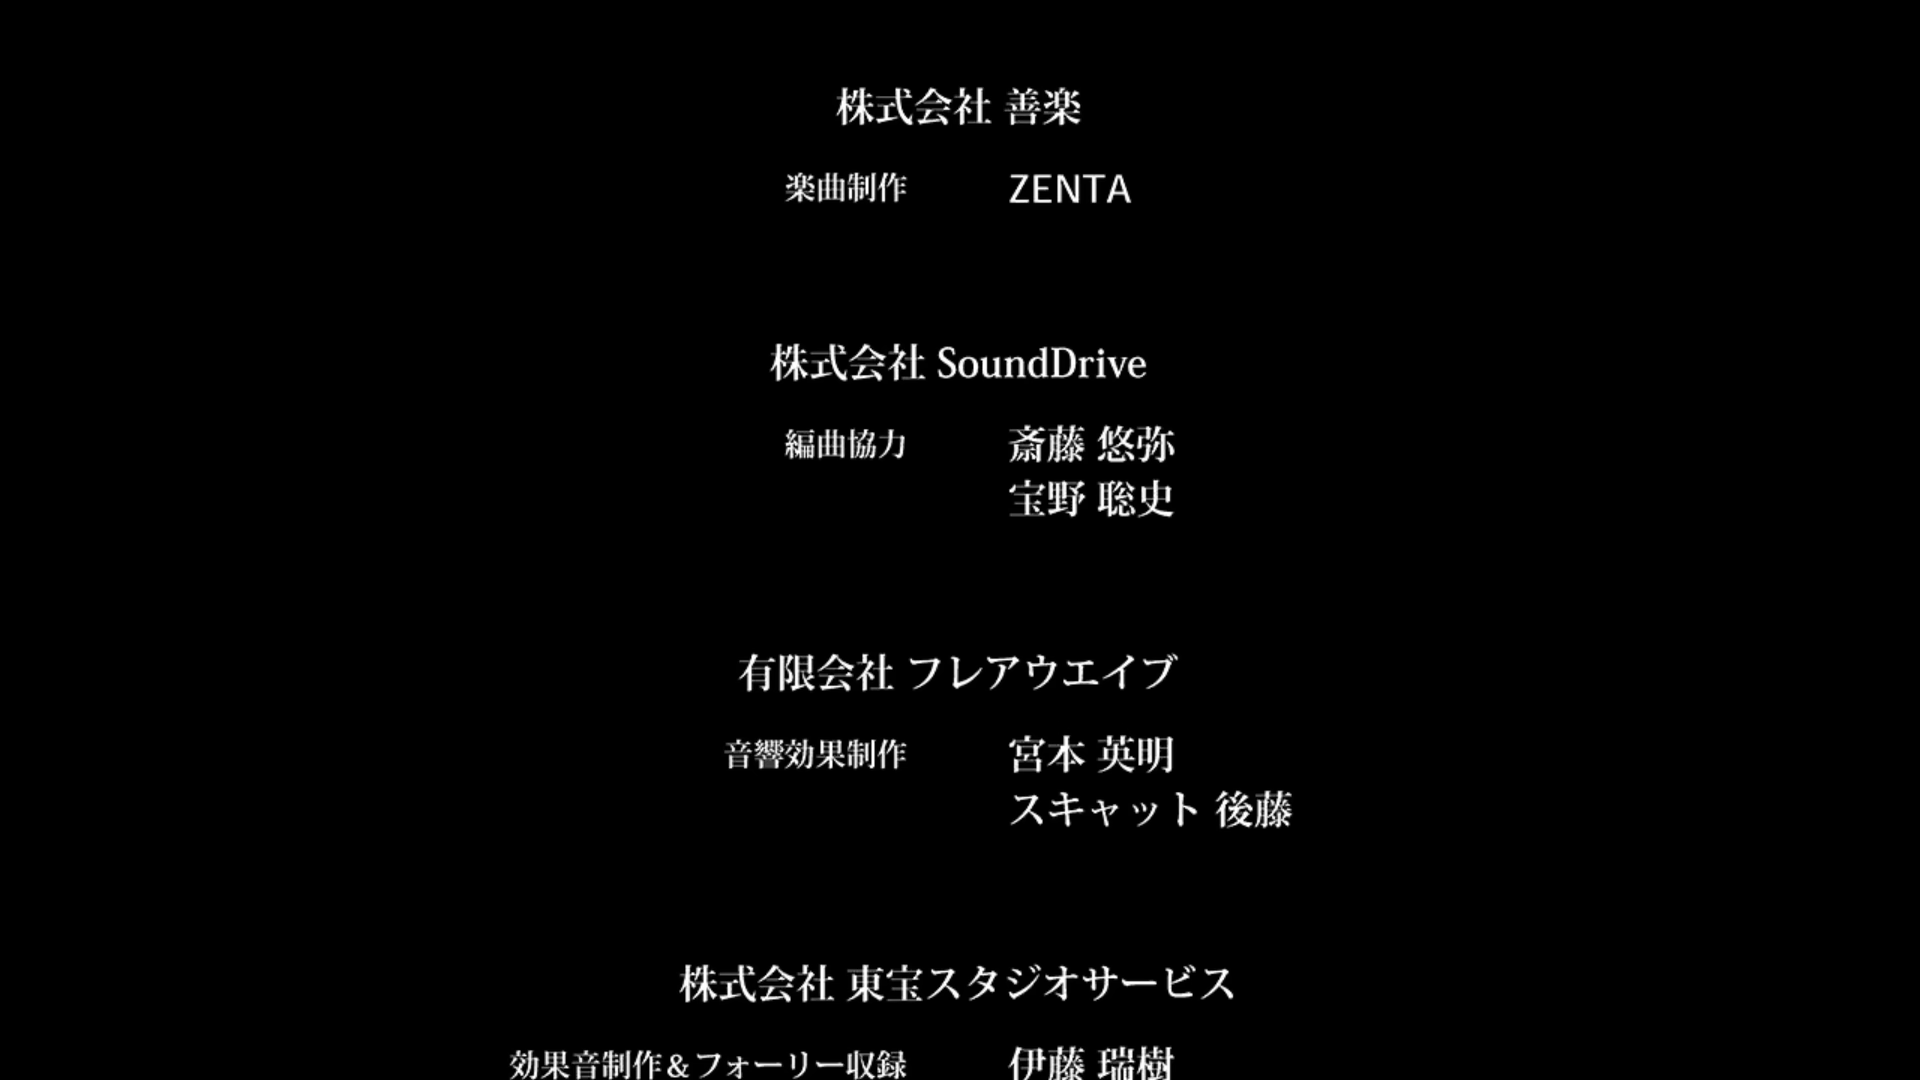 株式会社 善楽
楽曲制作 ZENTA
株式会社 SoundDrive
編曲協力 斎藤 悠弥
宝野 聡史
有限会社 フレアウエイブ
音響効果制作 宮本 英明
スキャット 後藤
株式会社 東宝スタジオサービス
効果音制作＆フォーリー収録 伊藤 瑞樹